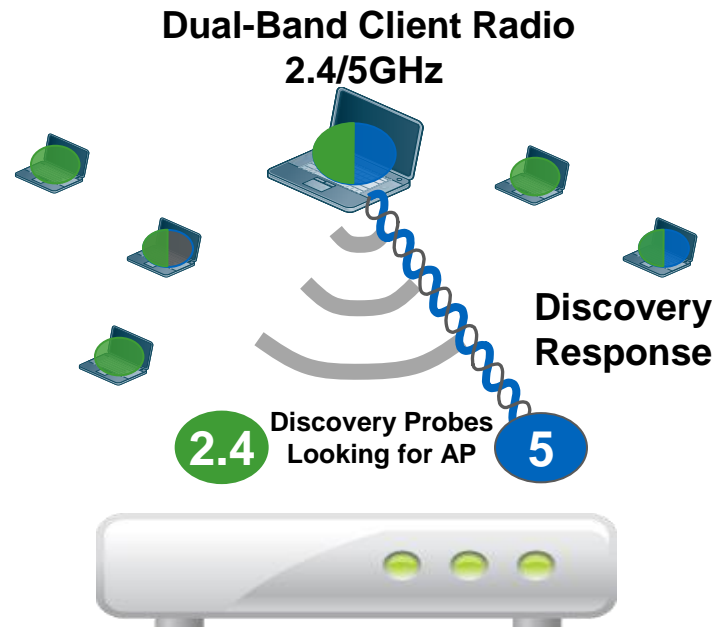 Dual-Band Client Radio
2.4/5GHz
Discovery
Response
Discovery Probes
Looking for AP
2.4
5